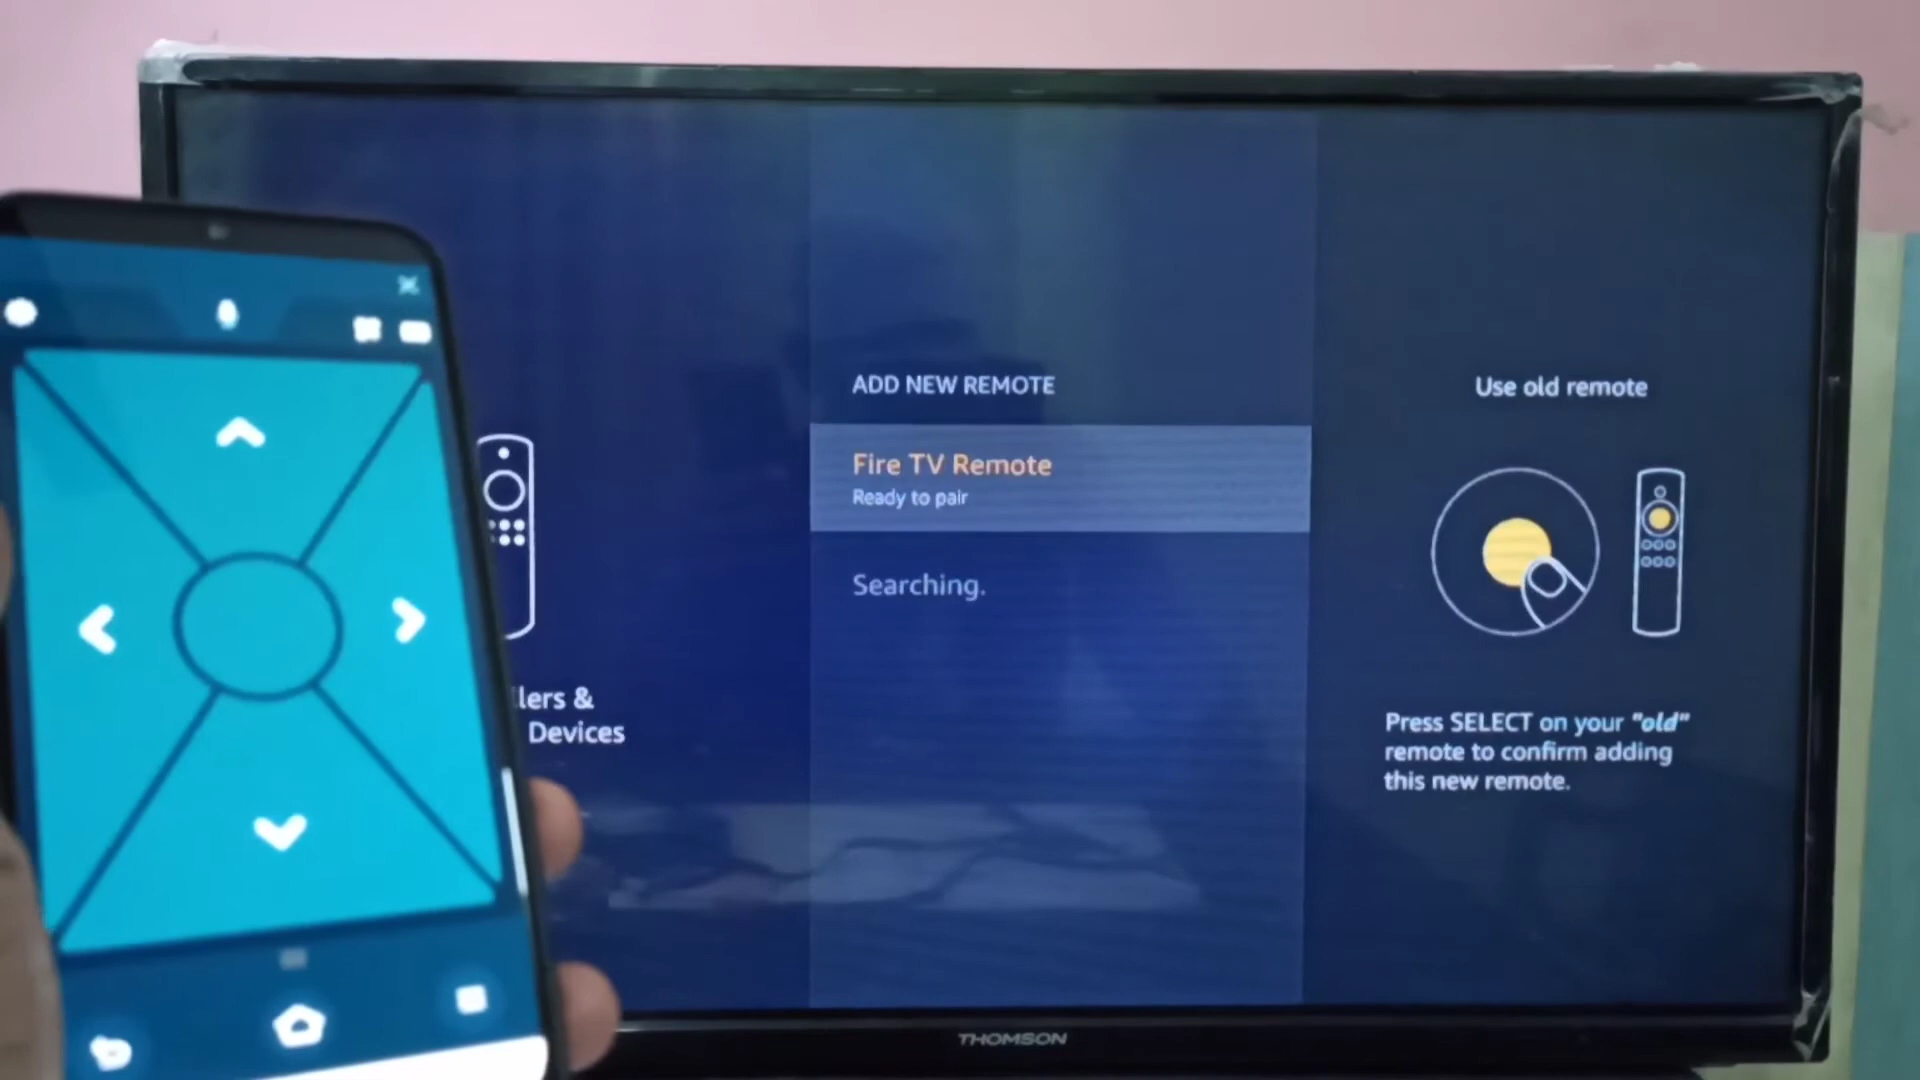 ADD NEW REMOTE
Fire TV Remote
Ready to pair
Searching.
llers &
Devices
Use old remote
Press SELECT on your "old"
remote to confirm adding
this new remote.
THOMSON